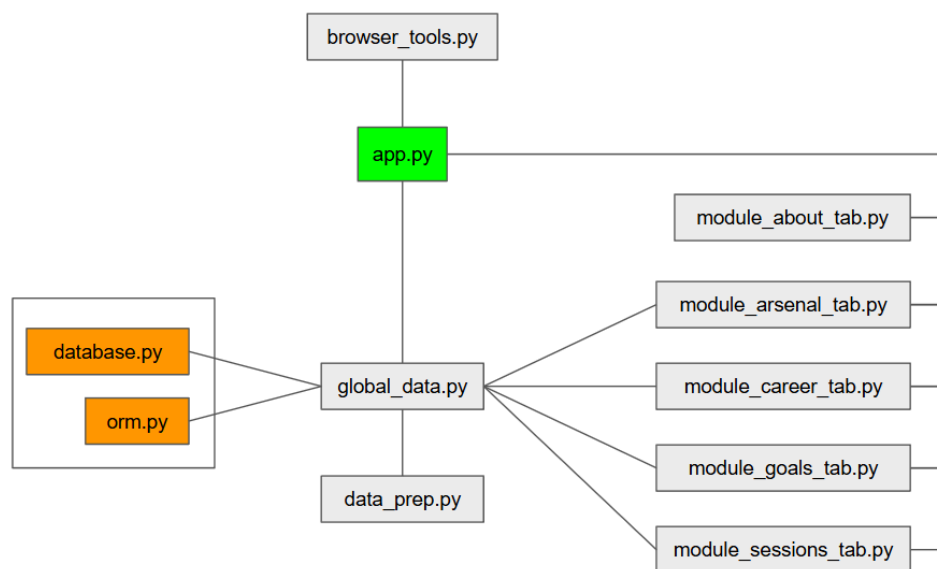 browser_tools.py
app.py
module_about_tab.py
module_arsenal_tab.py
database.py
global_data.py
module_career_tab.py
orm.py
module_goals_tab.py
data_prep.py
module_sessions_tab.py